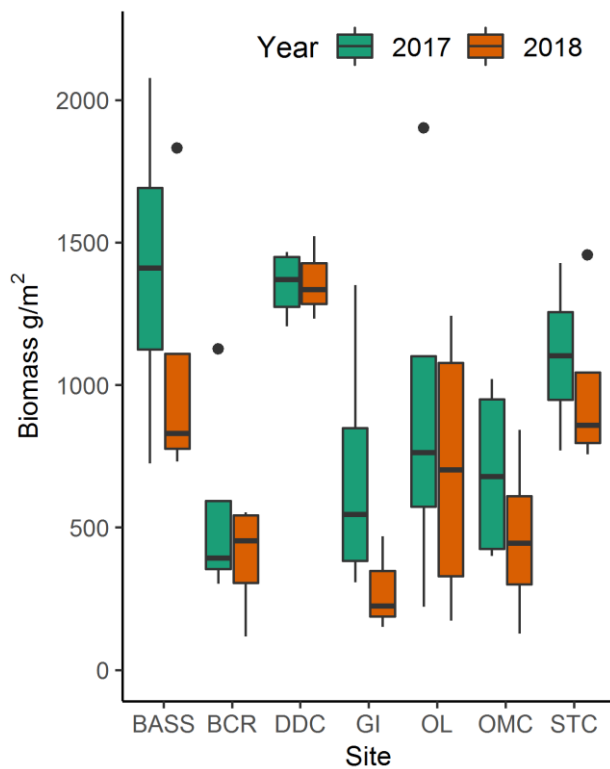 Year 2017 2018
Biomass g/m²
2000
1500
1000
500
0
BASS BCR DDC GI OL OMC STC
Site